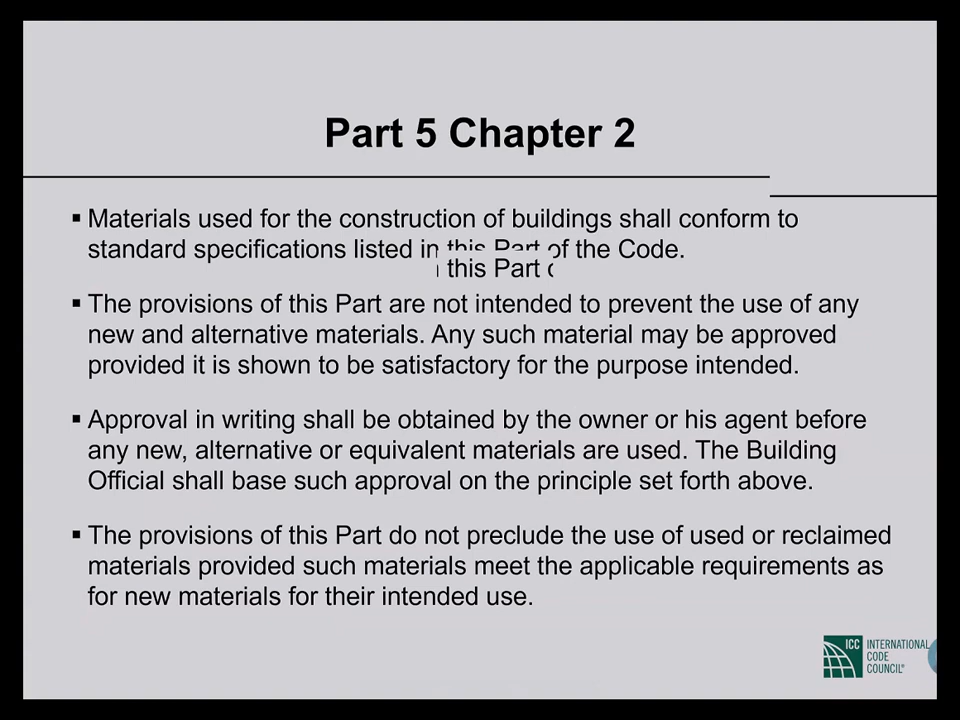 Part 5 Chapter 2
▪ Materials used for the construction of buildings shall conform to
standard specifications listed in this Part of the Code.
this Part
▪ The provisions of this Part are not intended to prevent the use of any
new and alternative materials. Any such material may be approved
provided it is shown to be satisfactory for the purpose intended.
▪ Approval in writing shall be obtained by the owner or his agent before
any new, alternative or equivalent materials are used. The Building
Official shall base such approval on the principle set forth above.
▪ The provisions of this Part do not preclude the use of used or reclaimed
materials provided such materials meet the applicable requirements as
for new materials for their intended use.
ICC
INTERNATIONAL
CODE
COUNCIL®